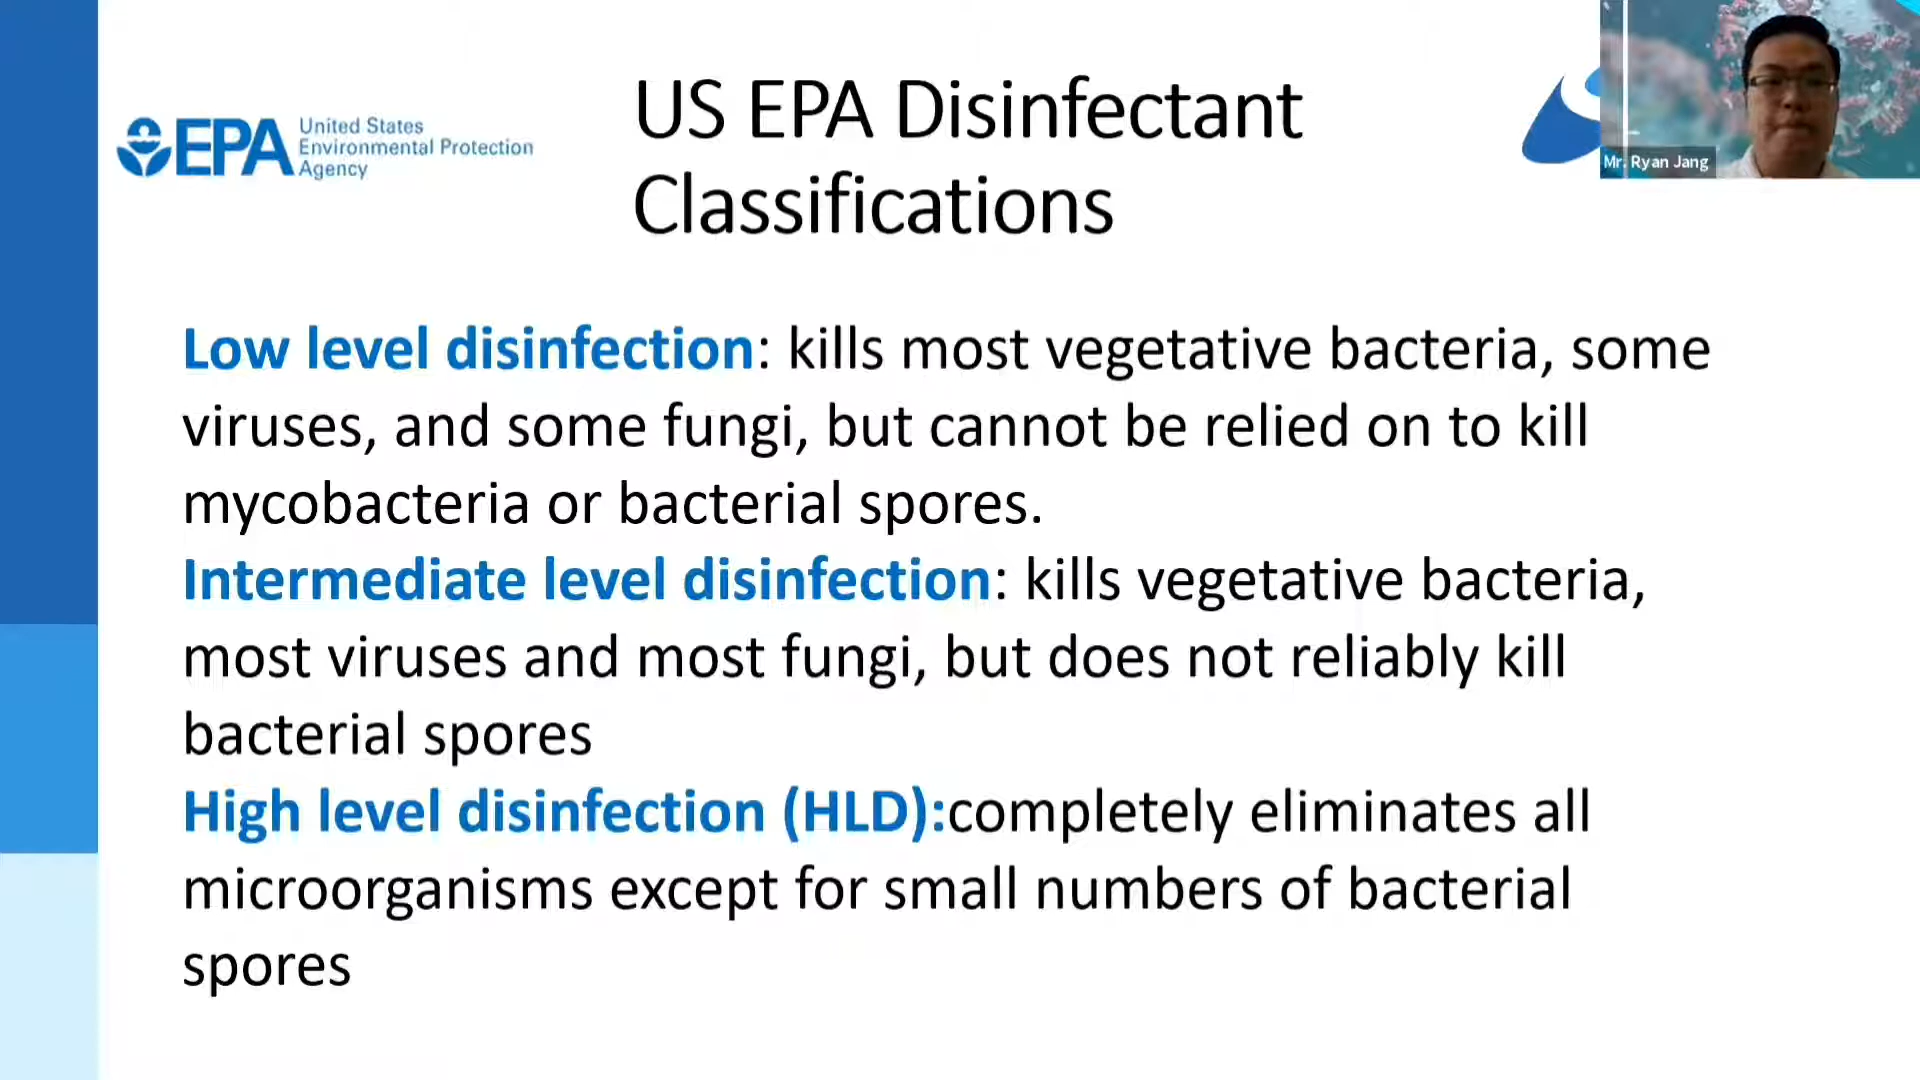 EPA United States
Environmental Protection
Agency
US EPA Disinfectant
Classifications
Mr. Ryan Jang
Low level disinfection: kills most vegetative bacteria, some
viruses, and some fungi, but cannot be relied on to kill
mycobacteria or bacterial spores.
Intermediate level disinfection: kills vegetative bacteria,
most viruses and most fungi, but does not reliably kill
bacterial spores
High level disinfection (HLD):completely eliminates all
microorganisms except for small numbers of bacterial
spores